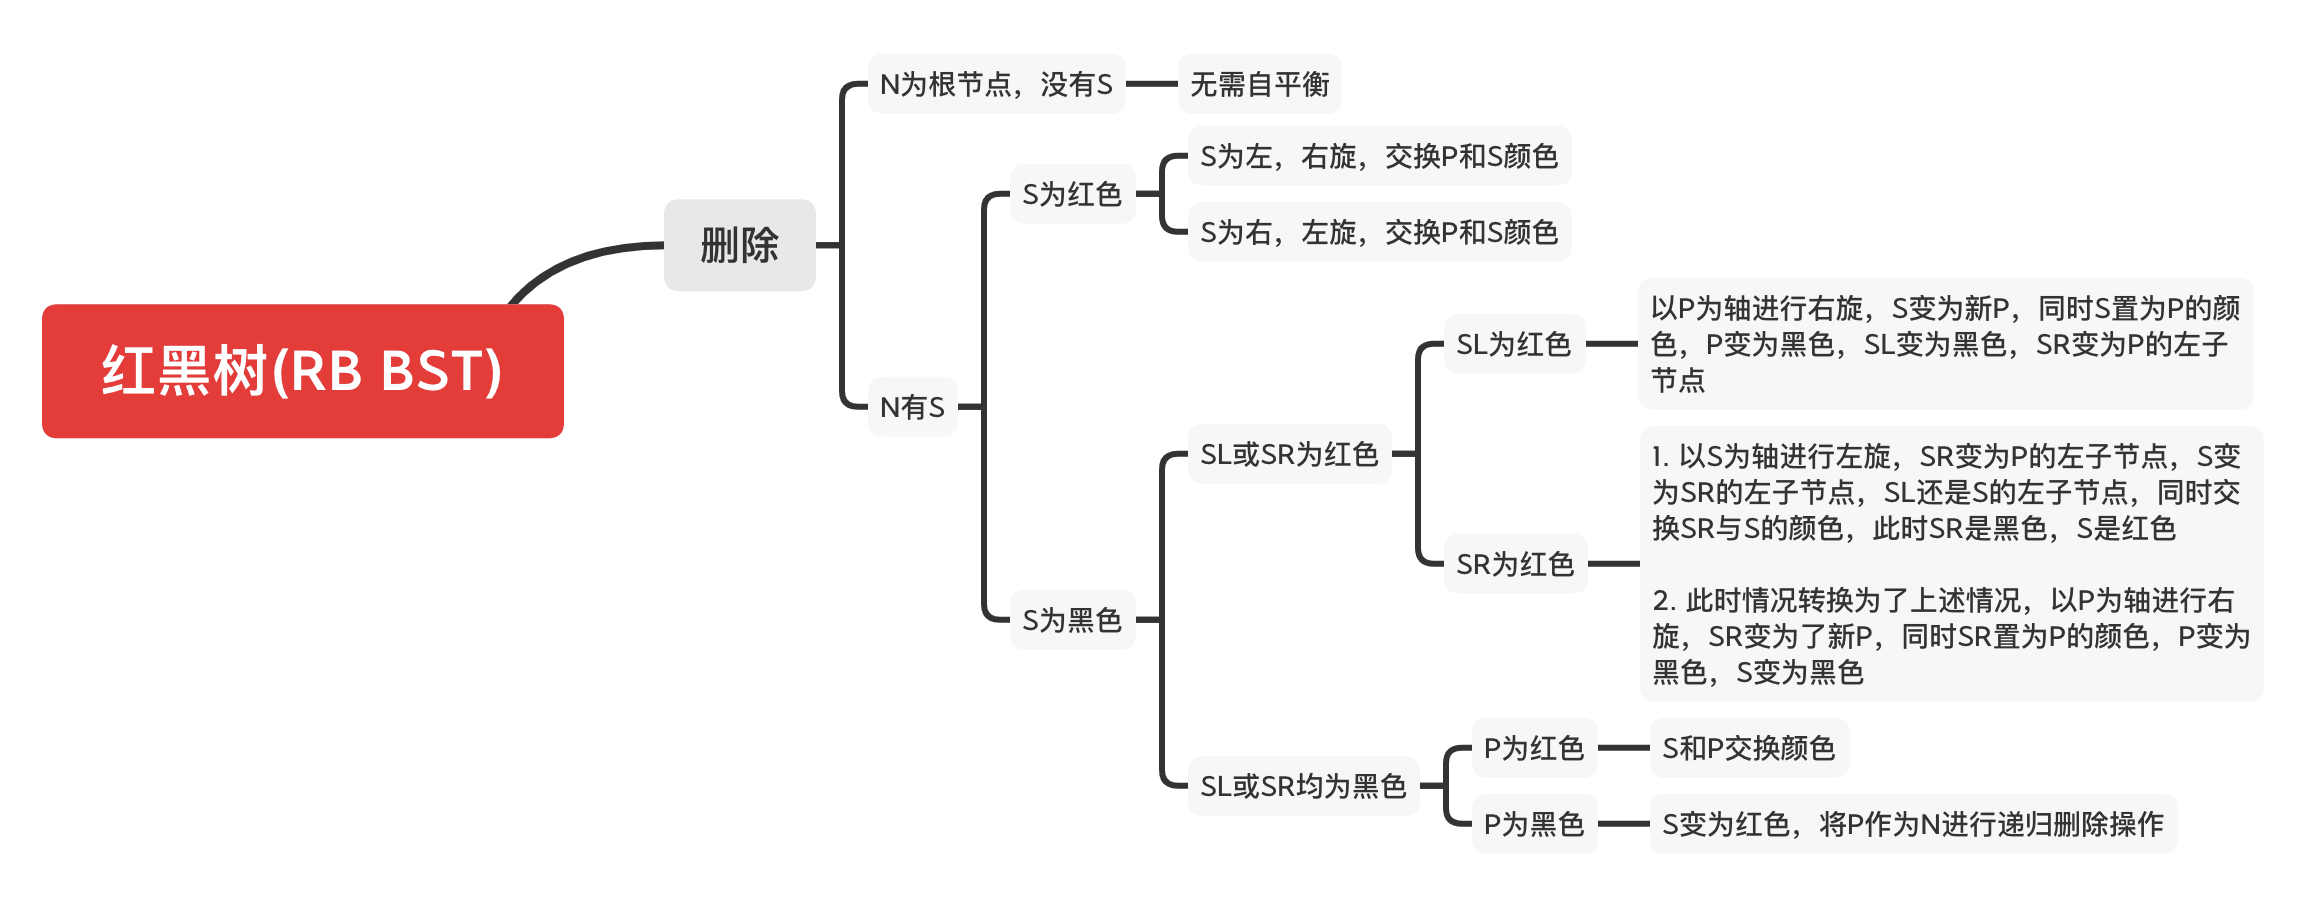 红黑树(RB BST)
删除
N为根节点，没有S
无需自平衡
N有S
S为红色
S为左，右旋，交换P和S颜色
S为右，左旋，交换P和S颜色
S为黑色
SL或SR为红色
SL为红色
以P为轴进行右旋，S变为新P，同时S置为P的颜
色，P变为黑色，SL变为黑色，SR变为P的左子
节点
SR为红色
1. 以S为轴进行左旋，SR变为P的左子节点，S变
为SR的左子节点，SL还是S的左子节点，同时交
换SR与S的颜色，此时SR是黑色，S是红色
2. 此时情况转换为了上述情况，以P为轴进行右
旋，SR变为了新P，同时SR置为P的颜色，P变为
黑色，S变为黑色
SL或SR均为黑色
P为红色
S和P交换颜色
P为黑色
S变为红色，将P作为N进行递归删除操作